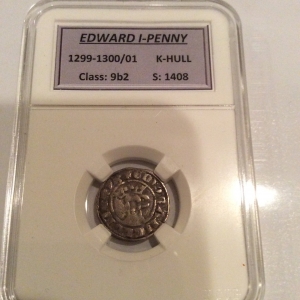 EDWARD I-PENNY
1299-1300/01 K-HULL
Class: 9b2 S: 1408